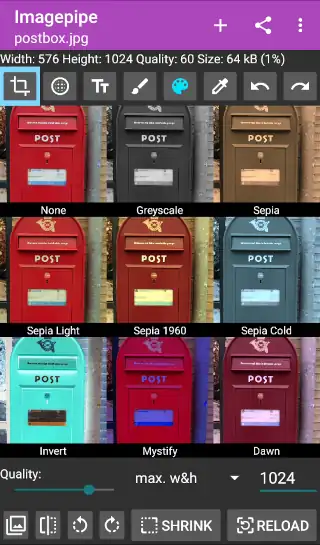 Imagepipe
postbox.jpg
Width: 576 Height: 1024 Quality: 60 Size: 64 kB (1%)
POST POST POST
None Greyscale Sepia
POST POST POST
Sepia Light Sepia 1960 Sepia Cold
POST POST POST
Invert Mystify Dawn
Quality: max. w&h 1024
SHRINK RELOAD